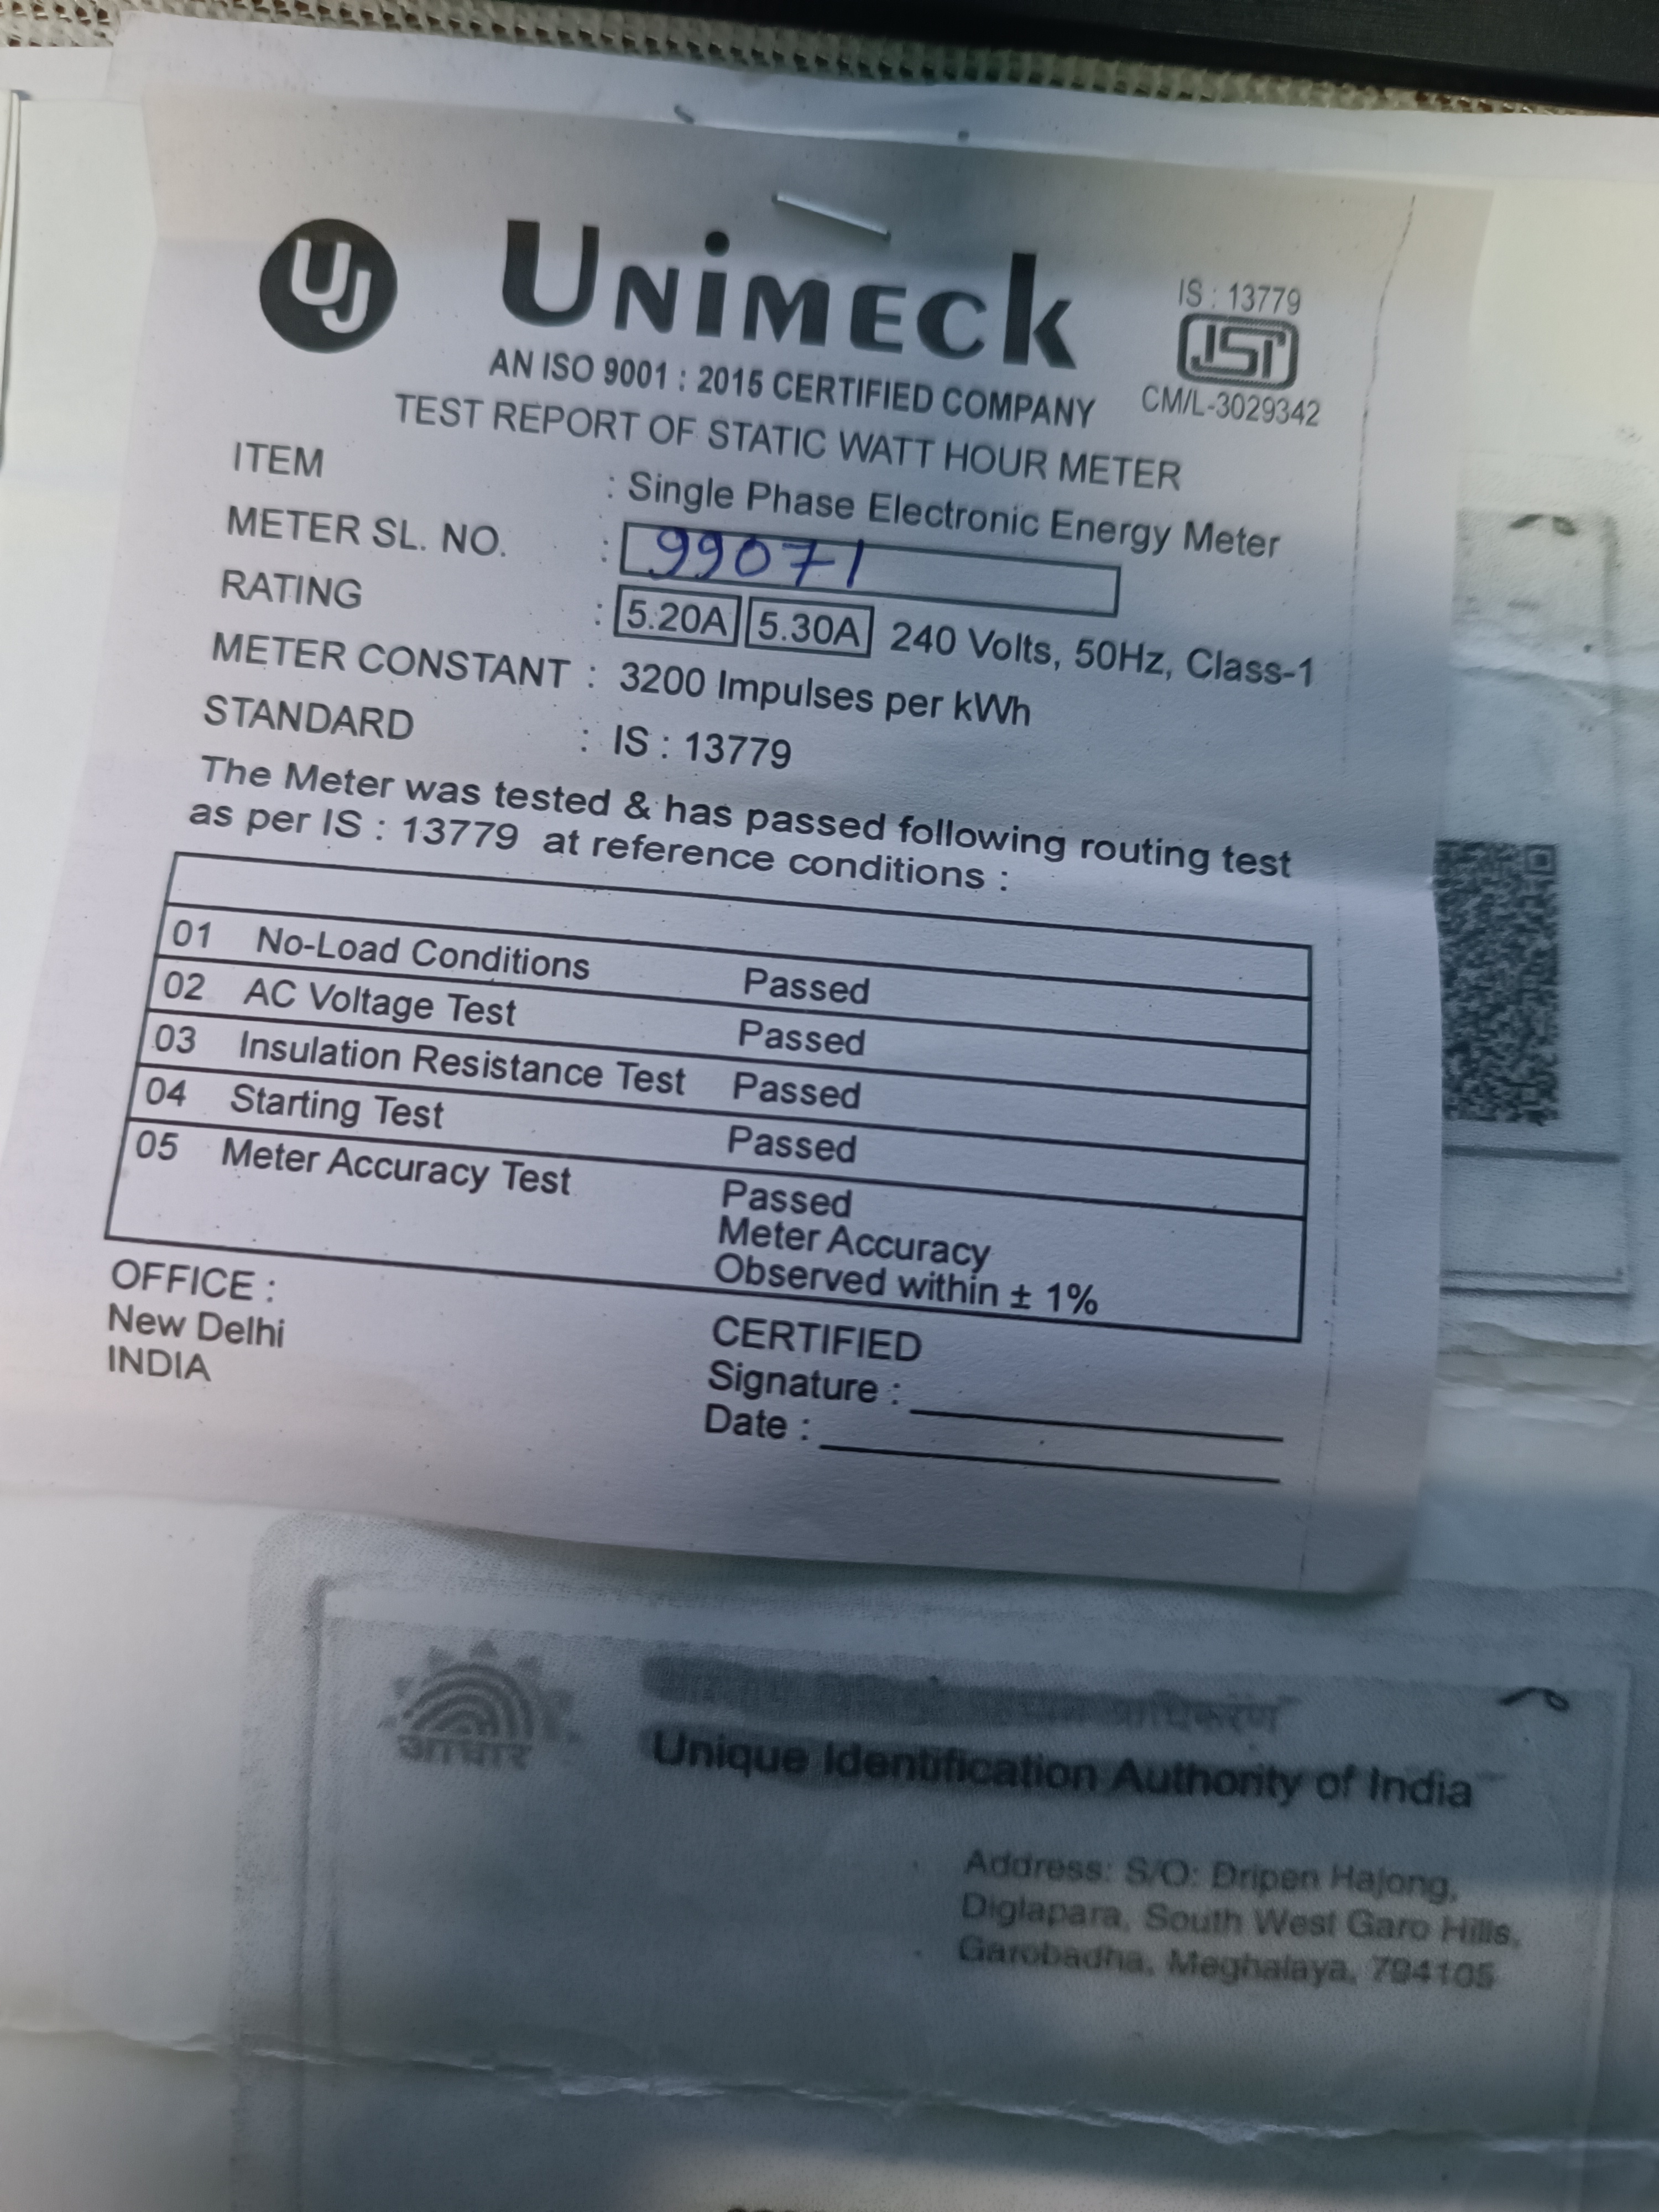 UJ UNIMECK
IS : 13779
ISI
CM/L-3029342
AN ISO 9001 : 2015 CERTIFIED COMPANY
TEST REPORT OF STATIC WATT HOUR METER
ITEM : Single Phase Electronic Energy Meter
METER SL. NO. : 99071
RATING : 5.20A 5.30A 240 Volts, 50Hz, Class-1
METER CONSTANT : 3200 Impulses per kWh
STANDARD : IS : 13779
The Meter was tested & has passed following routing test
as per IS : 13779 at reference conditions :
01 No-Load Conditions Passed
02 AC Voltage Test Passed
03 Insulation Resistance Test Passed
04 Starting Test Passed
05 Meter Accuracy Test Passed
Meter Accuracy
Observed within ± 1%
OFFICE :
New Delhi
INDIA
CERTIFIED
Signature :
Date :
आधार
प्राधिकरण
Unique Identification Authority of India
Address: S/O: Dripen Hajong,
Diglapara, South West Garo Hills,
Garobadha, Meghalaya, 794105